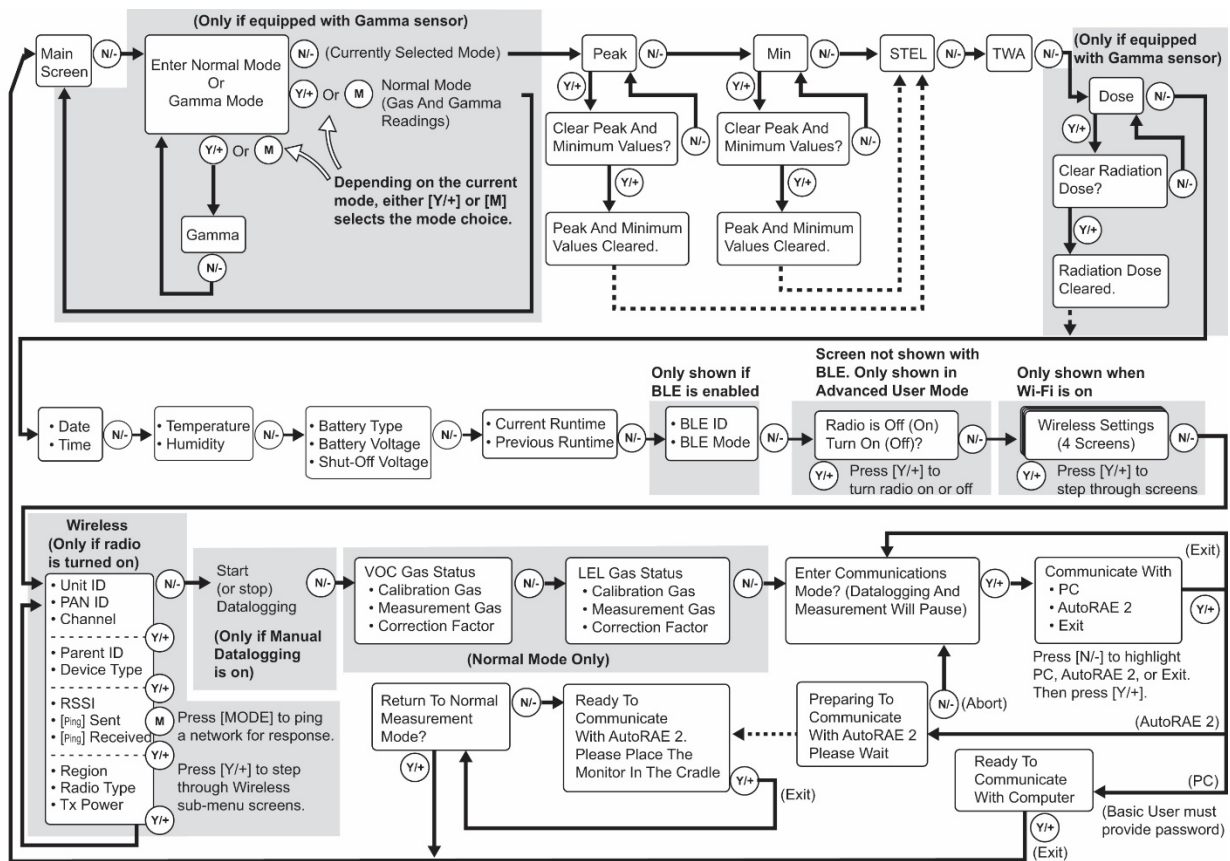 (Only if equipped with Gamma sensor)
Main
Screen
N/-
Enter Normal Mode
Or
Gamma Mode
N/-
(Currently Selected Mode)
Y/+
Or
M
Normal Mode
(Gas And Gamma
Readings)
Y/+
Or
M
Depending on the current
mode, either [Y/+] or [M]
selects the mode choice.
Gamma
N/-
Peak
N/-
Y/+
Clear Peak And
Minimum Values?
N/-
Y/+
Peak And Minimum
Values Cleared.
Min
N/-
Y/+
Clear Peak And
Minimum Values?
N/-
Y/+
Peak And Minimum
Values Cleared.
STEL
N/-
TWA
N/-
(Only if equipped
with Gamma sensor)
Dose
N/-
Y/+
Clear Radiation
Dose?
N/-
Y/+
Radiation Dose
Cleared.
• Date
• Time
N/-
• Temperature
• Humidity
N/-
• Battery Type
• Battery Voltage
• Shut-Off Voltage
N/-
• Current Runtime
• Previous Runtime
N/-
Only shown if
BLE is enabled
• BLE ID
• BLE Mode
N/-
Screen not shown with
BLE. Only shown in
Advanced User Mode
Radio is Off (On)
Turn On (Off)?
N/-
Y/+
Press [Y/+] to
turn radio on or off
Only shown when
Wi-Fi is on
Wireless Settings
(4 Screens)
N/-
Y/+
Press [Y/+] to
step through screens
Wireless
(Only if radio
is turned on)
• Unit ID
• PAN ID
• Channel
N/-
Y/+
• Parent ID
• Device Type
Y/+
• RSSI
• [Ping] Sent
• [Ping] Received
M
Press [MODE] to ping
a network for response.
Y/+
• Region
• Radio Type
• Tx Power
Press [Y/+] to step
through Wireless
sub-menu screens.
Y/+
Start
(or stop)
Datalogging
N/-
(Only if Manual
Datalogging
is on)
VOC Gas Status
• Calibration Gas
• Measurement Gas
• Correction Factor
N/-
LEL Gas Status
• Calibration Gas
• Measurement Gas
• Correction Factor
N/-
(Normal Mode Only)
Enter Communications
Mode? (Datalogging And
Measurement Will Pause)
Y/+
Communicate With
• PC
• AutoRAE 2
• Exit
(Exit)
Y/+
Press [N/-] to highlight
PC, AutoRAE 2, or Exit.
Then press [Y/+].
(AutoRAE 2)
N/-
(Abort)
Preparing To
Communicate
With AutoRAE 2
Please Wait
Ready To
Communicate
With AutoRAE 2.
Please Place The
Monitor In The Cradle
Y/+
(Exit)
Return To Normal
Measurement
Mode?
N/-
Y/+
Ready To
Communicate
With Computer
(PC)
(Basic User must
provide password)
Y/+
(Exit)